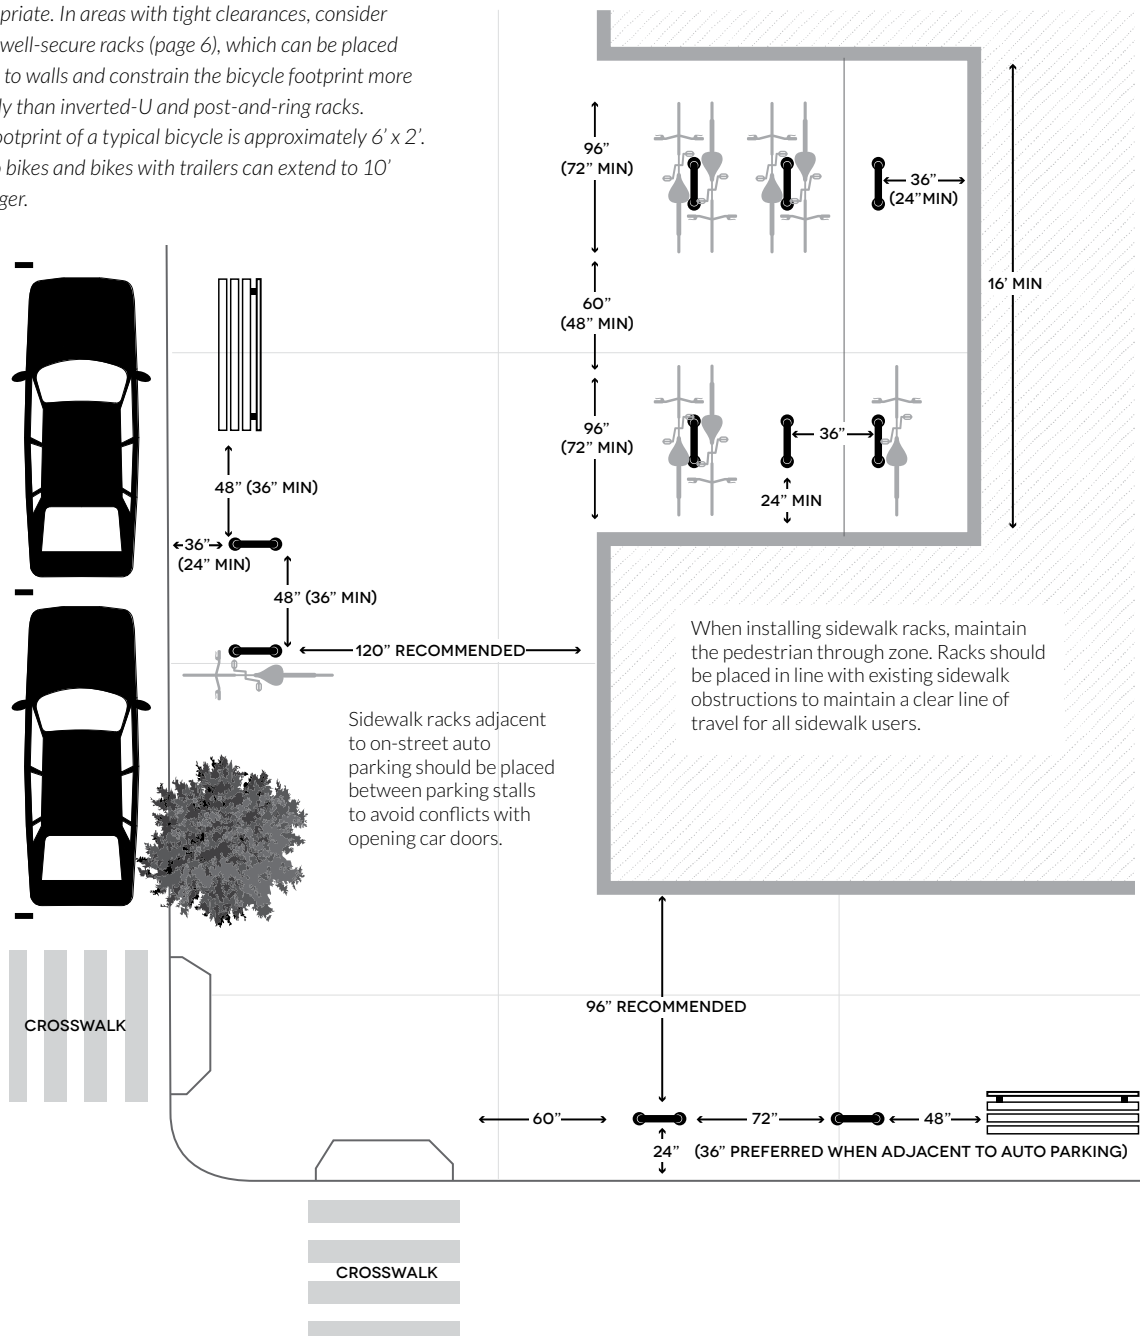 priate. In areas with tight clearances, consider
well-secure racks (page 6), which can be placed
to walls and constrain the bicycle footprint more
ly than inverted-U and post-and-ring racks.
ootprint of a typical bicycle is approximately 6’ x 2’.
bikes and bikes with trailers can extend to 10’
ger.
96”
(72” MIN)
36”
(24”MIN)
16’ MIN
60”
(48” MIN)
96”
(72” MIN)
36”
24” MIN
48” (36” MIN)
36”
(24” MIN)
48” (36” MIN)
120” RECOMMENDED
When installing sidewalk racks, maintain
the pedestrian through zone. Racks should
be placed in line with existing sidewalk
obstructions to maintain a clear line of
travel for all sidewalk users.
Sidewalk racks adjacent
to on-street auto
parking should be placed
between parking stalls
to avoid conflicts with
opening car doors.
CROSSWALK
96” RECOMMENDED
60”
72”
48”
24” (36” PREFERRED WHEN ADJACENT TO AUTO PARKING)
CROSSWALK